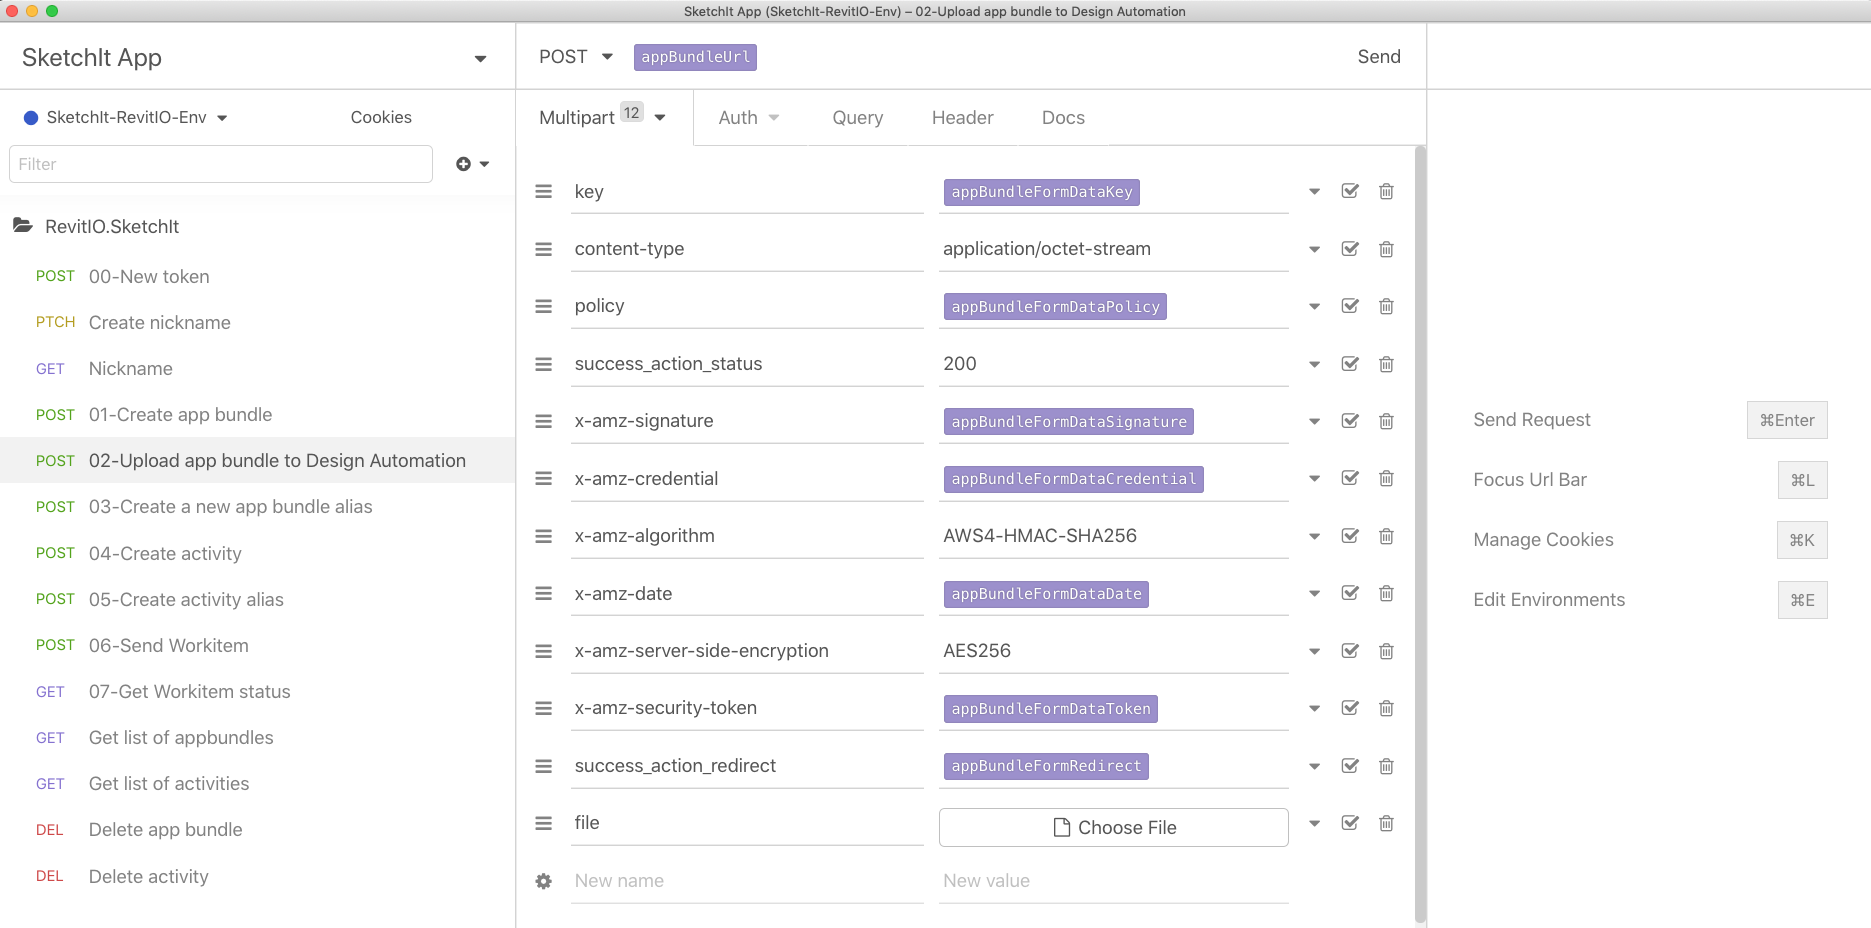 SketchIt App (SketchIt-RevitIO-Env) – 02-Upload app bundle to Design Automation
SketchIt App
SketchIt-RevitIO-Env
Cookies
Filter
RevitIO.SketchIt
POST 00-New token
PTCH Create nickname
GET Nickname
POST 01-Create app bundle
POST 02-Upload app bundle to Design Automation
POST 03-Create a new app bundle alias
POST 04-Create activity
POST 05-Create activity alias
POST 06-Send Workitem
GET 07-Get Workitem status
GET Get list of appbundles
GET Get list of activities
DEL Delete app bundle
DEL Delete activity
POST appBundleUrl Send
Multipart 12 Auth Query Header Docs
key appBundleFormDataKey
content-type application/octet-stream
policy appBundleFormDataPolicy
success_action_status 200
x-amz-signature appBundleFormDataSignature
x-amz-credential appBundleFormDataCredential
x-amz-algorithm AWS4-HMAC-SHA256
x-amz-date appBundleFormDataDate
x-amz-server-side-encryption AES256
x-amz-security-token appBundleFormDataToken
success_action_redirect appBundleFormRedirect
file Choose File
New name New value
Send Request ⌘Enter
Focus Url Bar ⌘L
Manage Cookies ⌘K
Edit Environments ⌘E